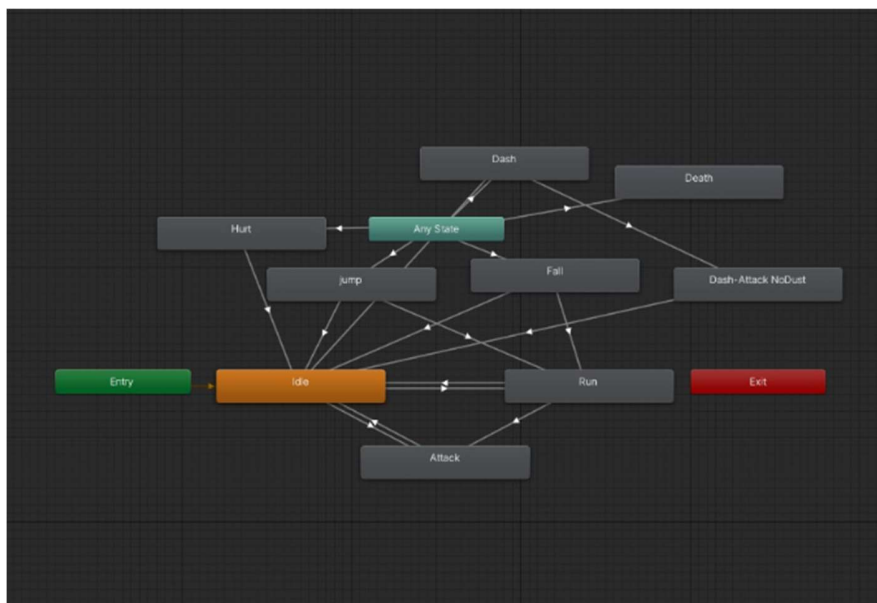 Dash
Death
Hurt
Any State
jump
Fall
Dash-Attack NoDust
Entry
Idle
Run
Exit
Attack